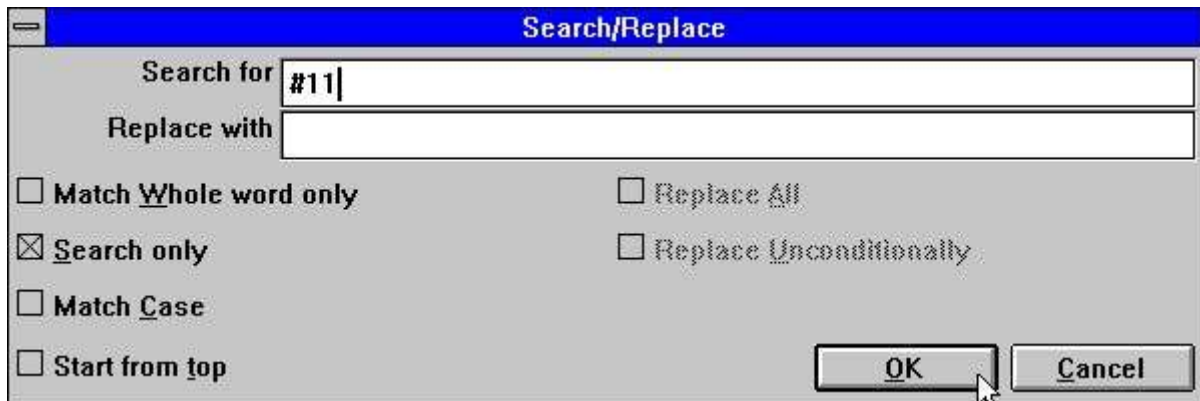 Search/Replace
Search for #11
Replace with
Match Whole word only Replace All
Search only Replace Unconditionally
Match Case
Start from top OK Cancel